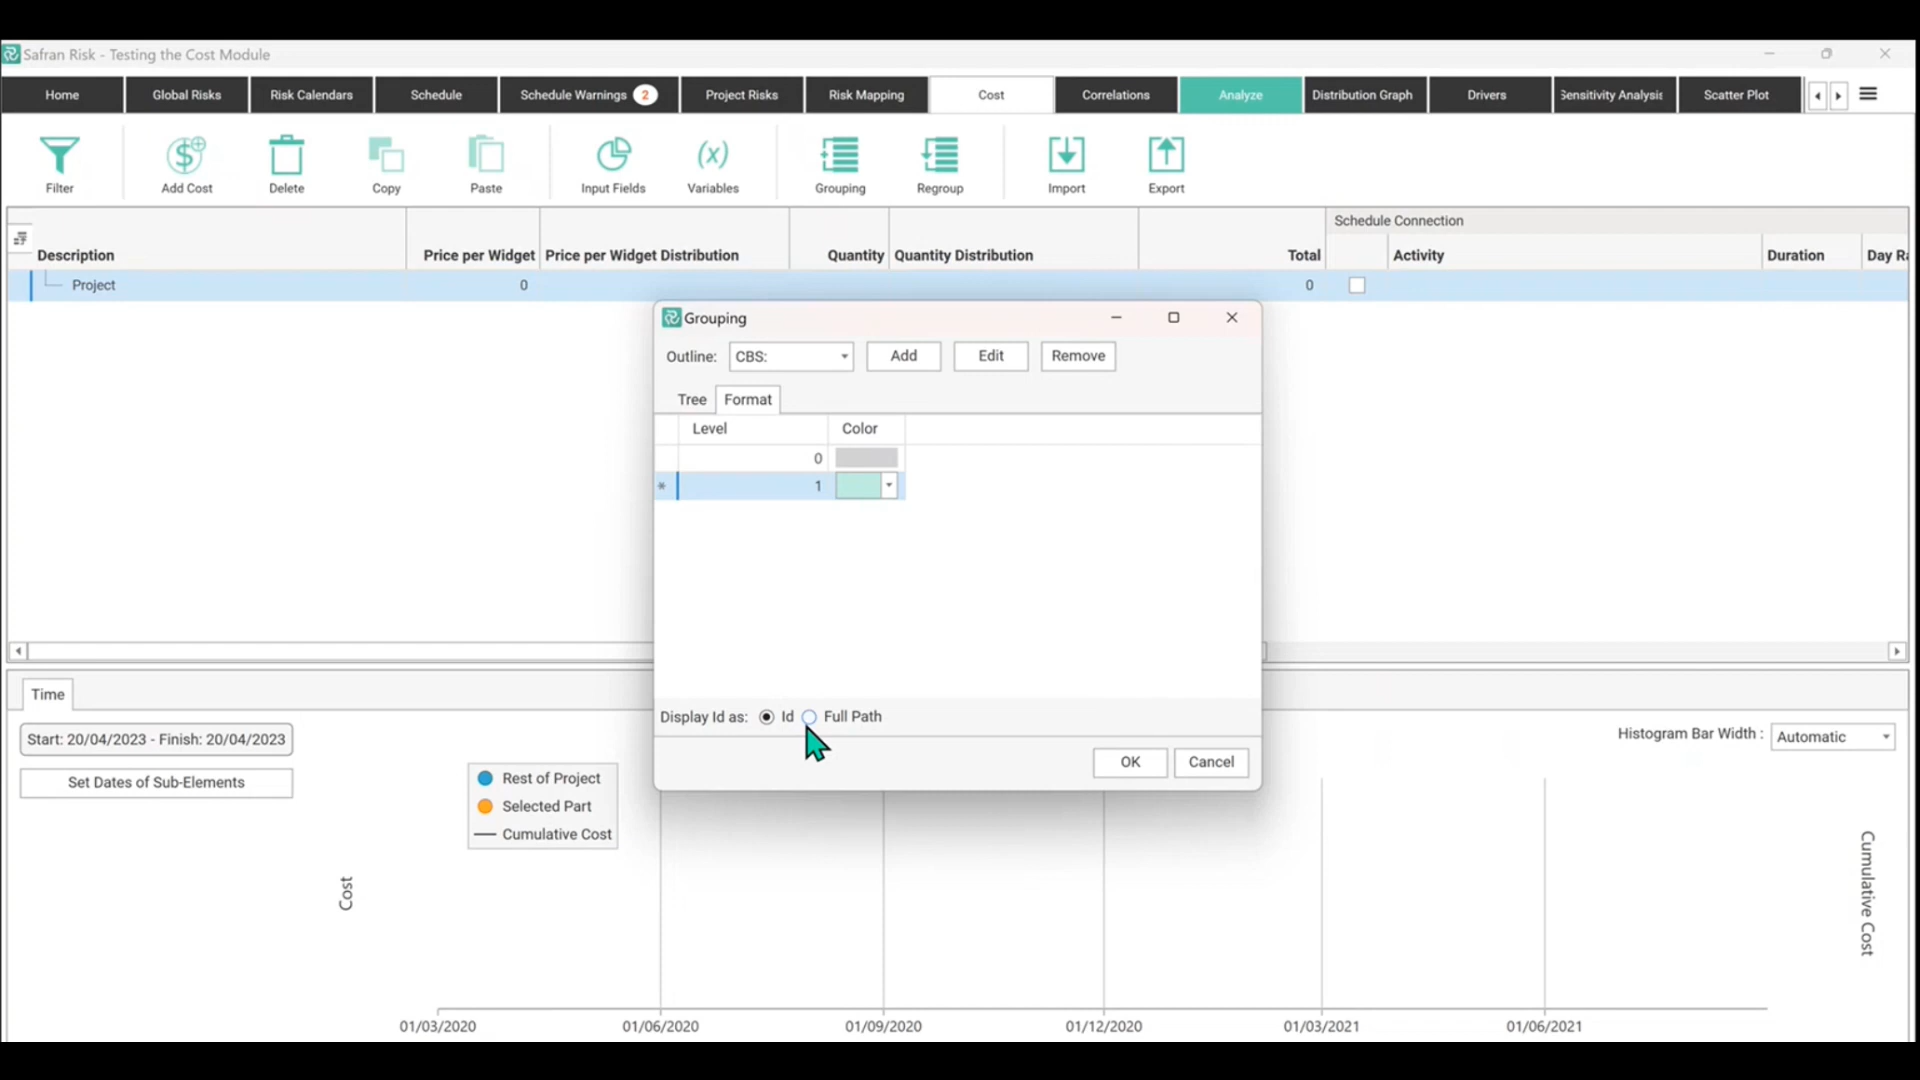 Safran Risk - Testing the Cost Module
Home Global Risks Risk Calendars Schedule Schedule Warnings 2 Project Risks Risk Mapping Cost Correlations Analyze Distribution Graph Drivers Sensitivity Analysis Scatter Plot
Filter Add Cost Delete Copy Paste Input Fields (x) Variables Grouping Regroup Import Export
Schedule Connection
Description Price per Widget Price per Widget Distribution Quantity Quantity Distribution Total Activity Duration Day Ra
Project 0 0
Grouping
Outline: CBS: Add Edit Remove
Tree Format
Level Color
0
* 1
Display Id as: Id Full Path
OK Cancel
Time
Start: 20/04/2023 - Finish: 20/04/2023
Set Dates of Sub-Elements
Histogram Bar Width : Automatic
Rest of Project
Selected Part
Cumulative Cost
Cost
Cumulative Cost
01/03/2020 01/06/2020 01/09/2020 01/12/2020 01/03/2021 01/06/2021